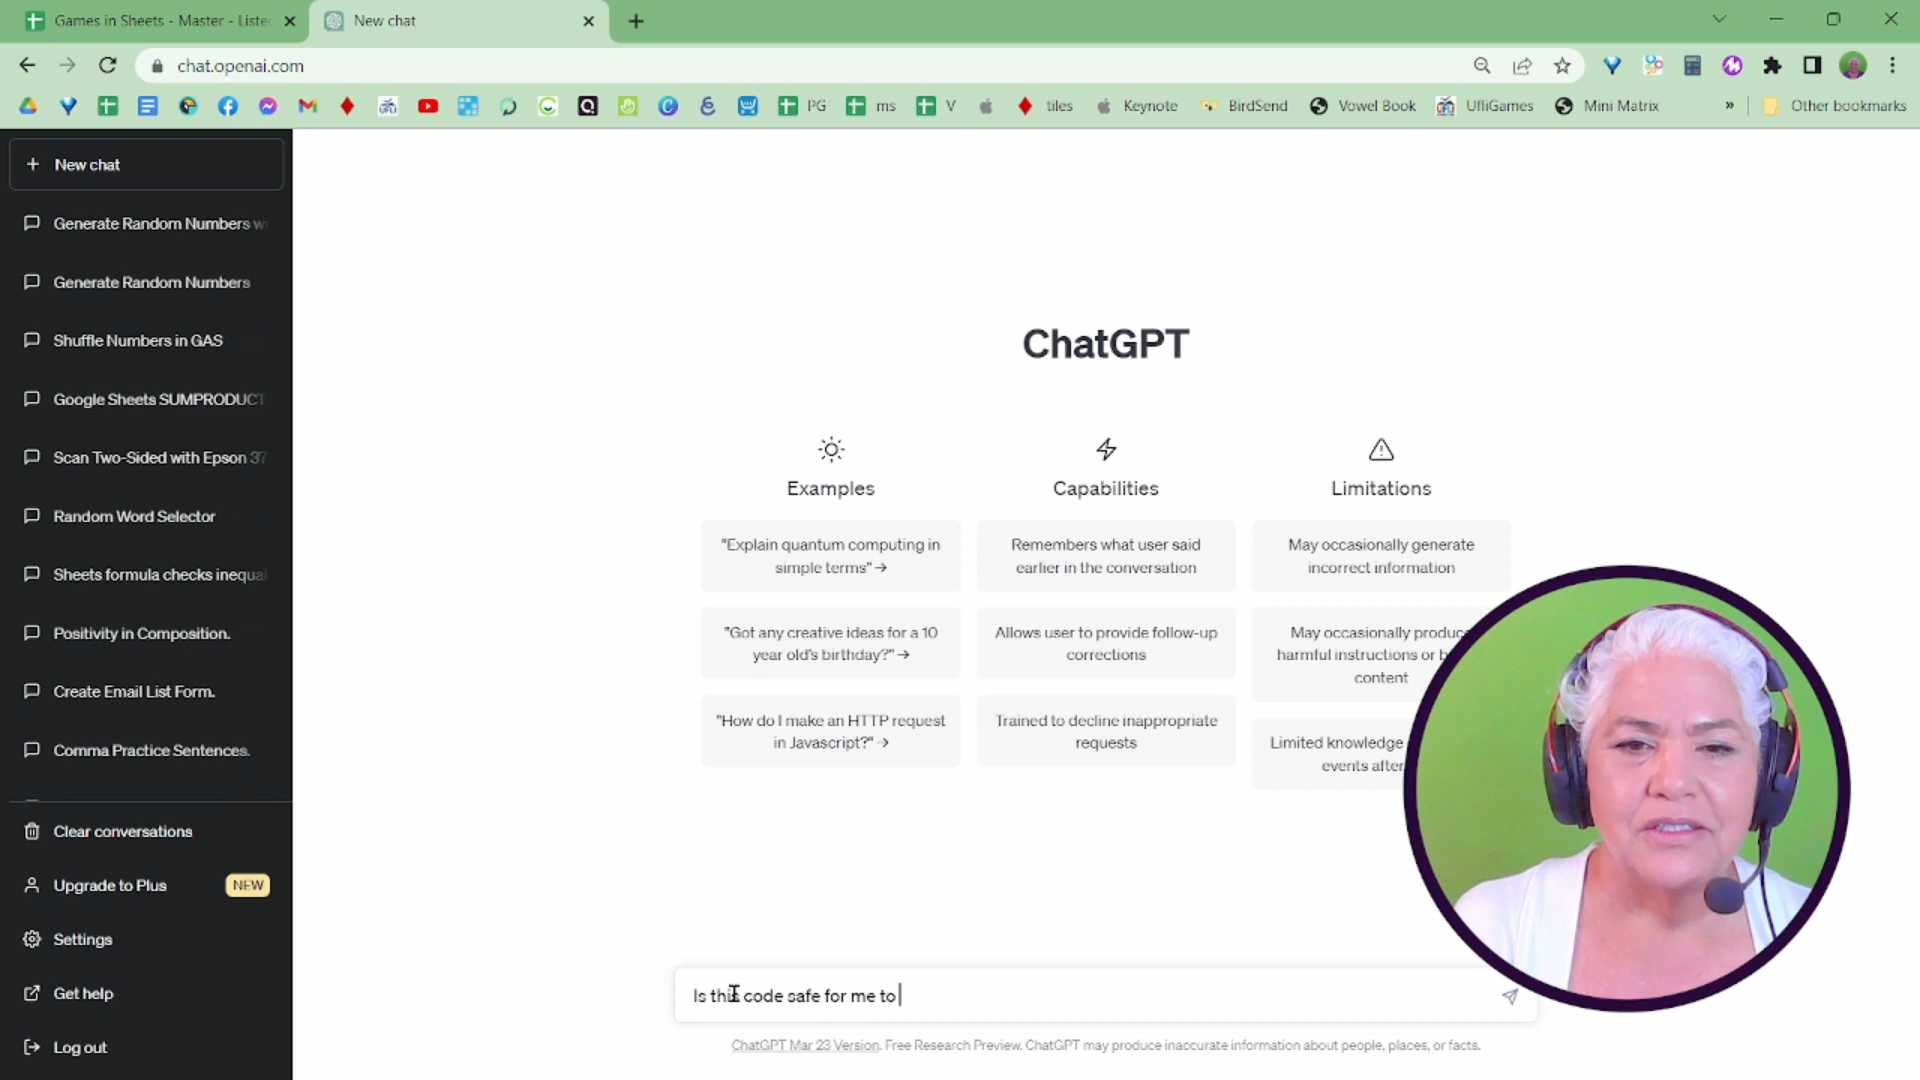 Games in Sheets - Master - Listed
New chat
chat.openai.com
PG
ms
V
tiles
Keynote
BirdSend
Vowel Book
UfliGames
Mini Matrix
»
Other bookmarks
+ New chat
Generate Random Numbers wi
Generate Random Numbers
Shuffle Numbers in GAS
Google Sheets SUMPRODUCT
Scan Two-Sided with Epson 37
Random Word Selector
Sheets formula checks inequal
Positivity in Composition.
Create Email List Form.
Comma Practice Sentences.
Clear conversations
Upgrade to Plus NEW
Settings
Get help
Log out
ChatGPT
Examples
"Explain quantum computing in
simple terms" →
"Got any creative ideas for a 10
year old's birthday?" →
"How do I make an HTTP request
in Javascript?" →
Capabilities
Remembers what user said
earlier in the conversation
Allows user to provide follow-up
corrections
Trained to decline inappropriate
requests
Limitations
May occasionally generate
incorrect information
May occasionally produc
harmful instructions or b
content
Limited knowledge
events after
Is this code safe for me to
ChatGPT Mar 23 Version. Free Research Preview. ChatGPT may produce inaccurate information about people, places, or facts.